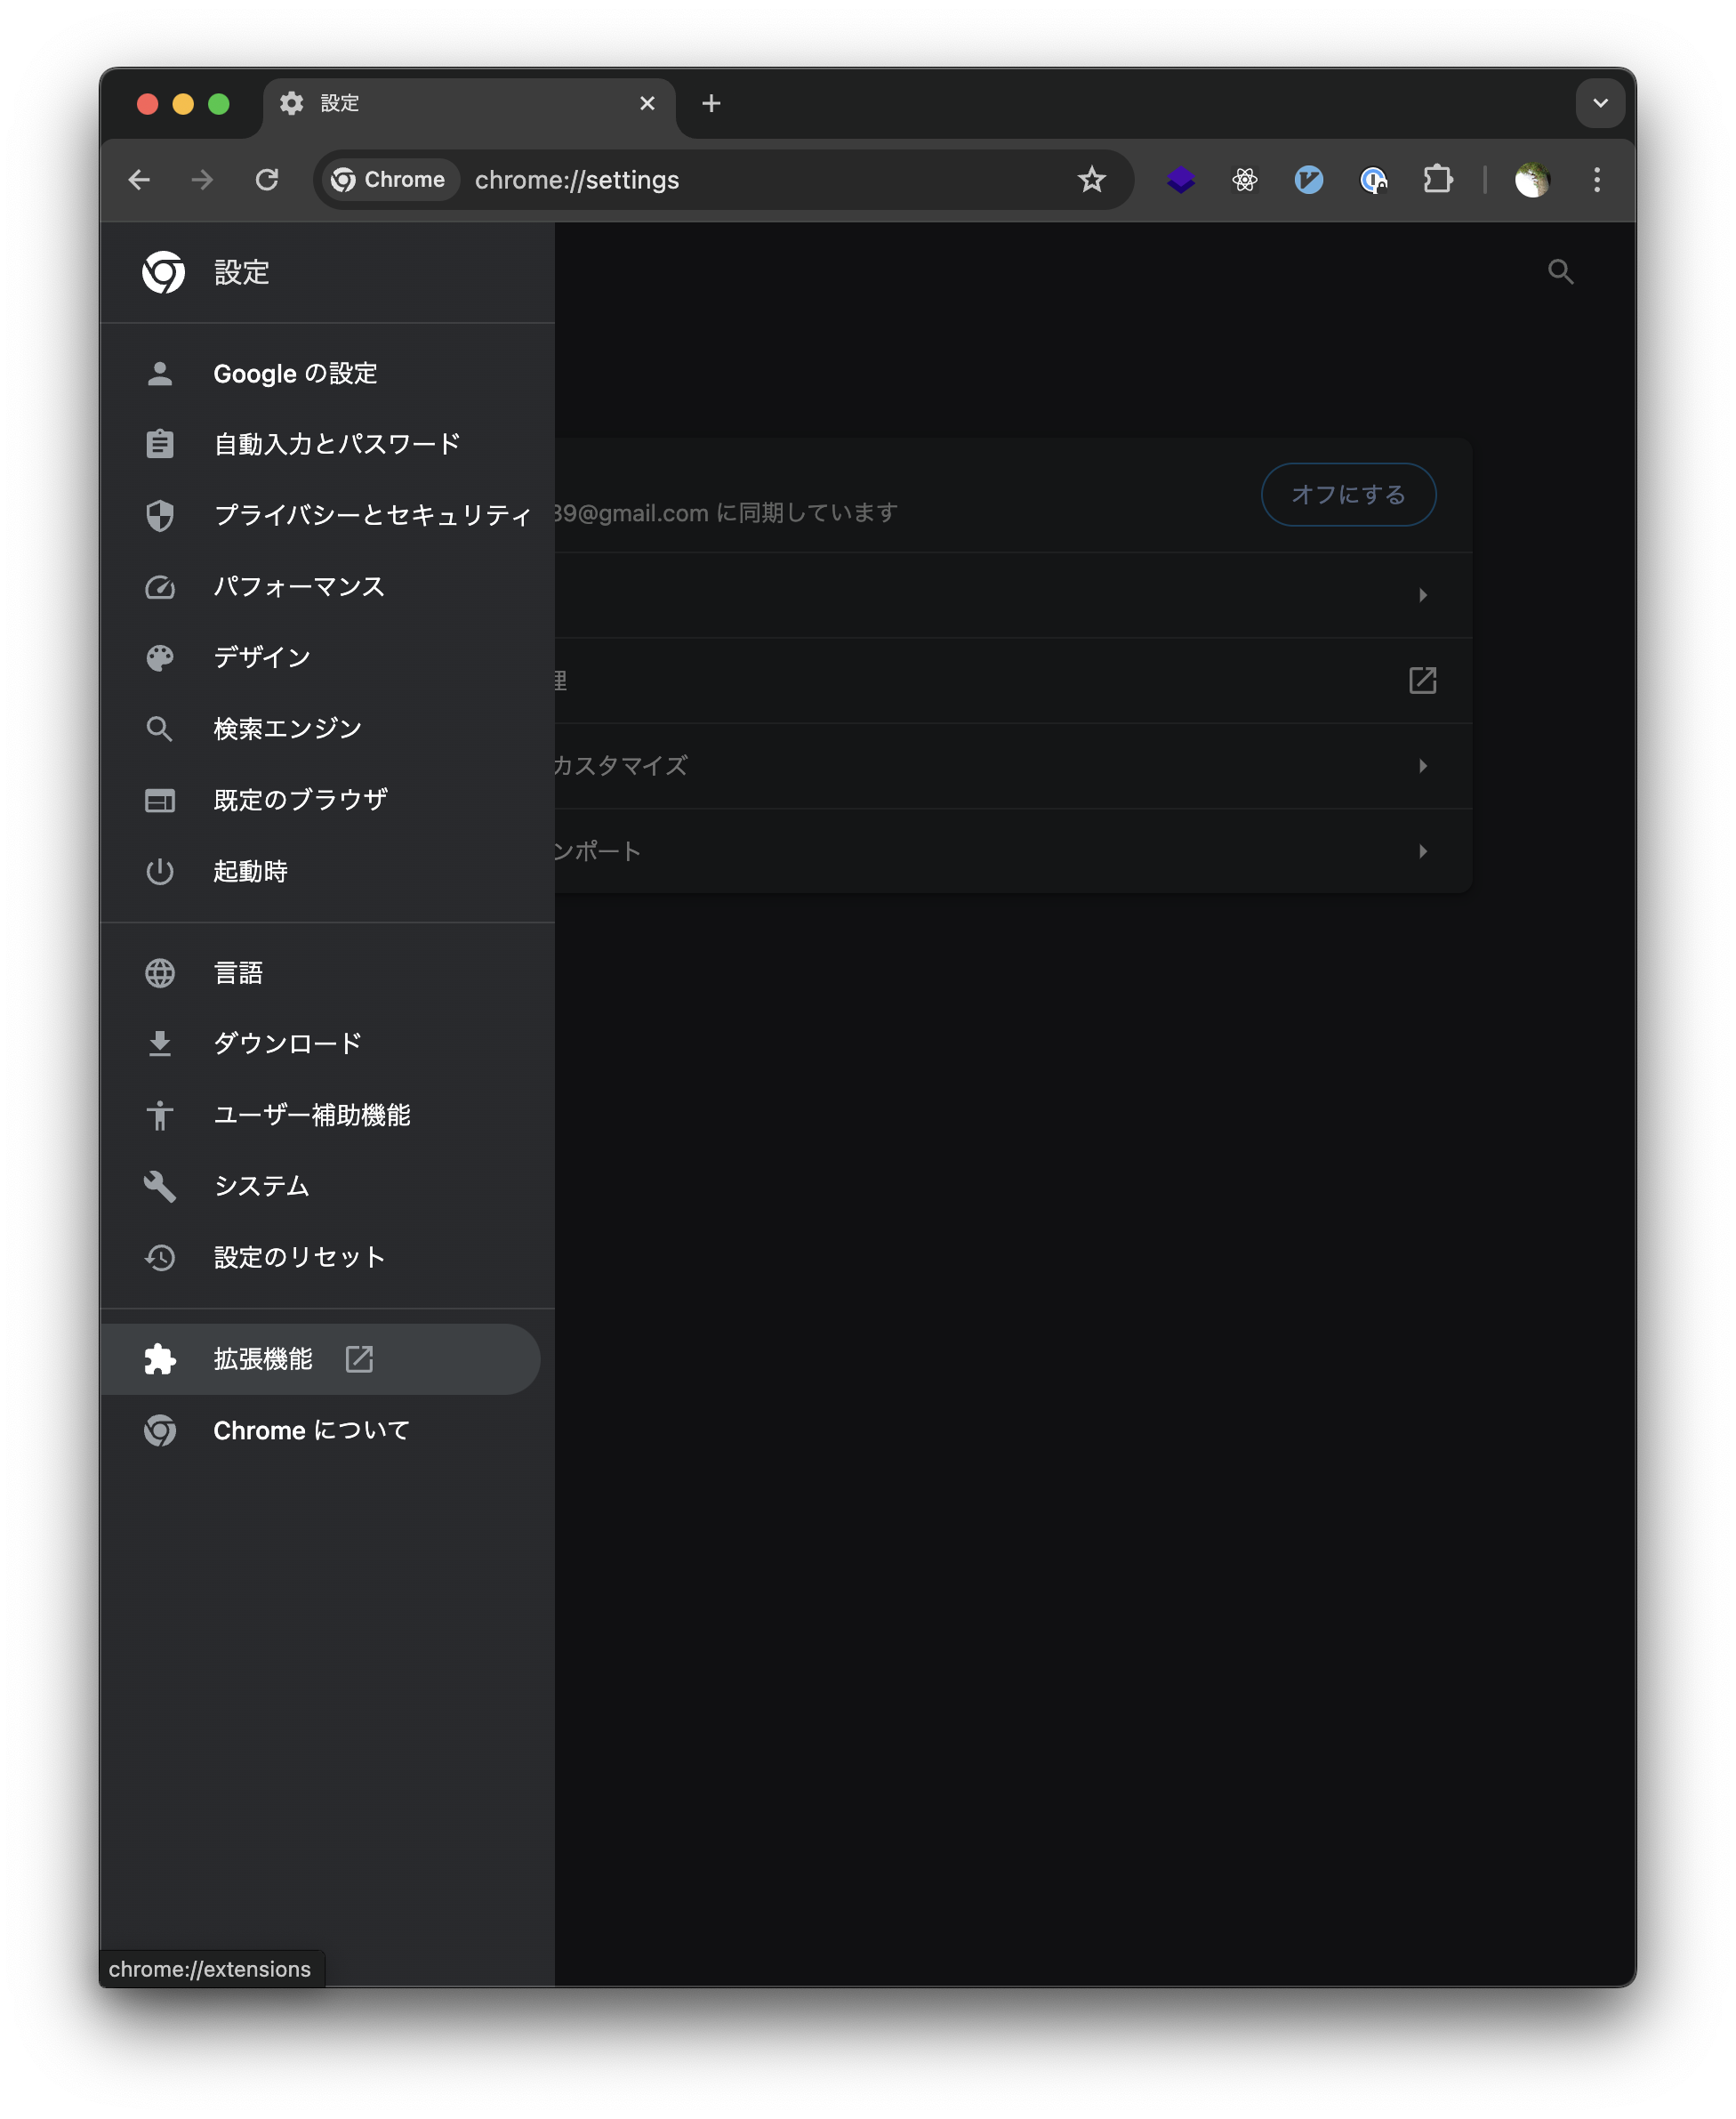 設定
Chrome
chrome://settings
設定
Google の設定
自動入力とパスワード
プライバシーとセキュリティ
39@gmail.com に同期しています
オフにする
パフォーマンス
デザイン
理
検索エンジン
カスタマイズ
既定のブラウザ
ンポート
起動時
言語
ダウンロード
ユーザー補助機能
システム
設定のリセット
拡張機能
Chrome について
chrome://extensions